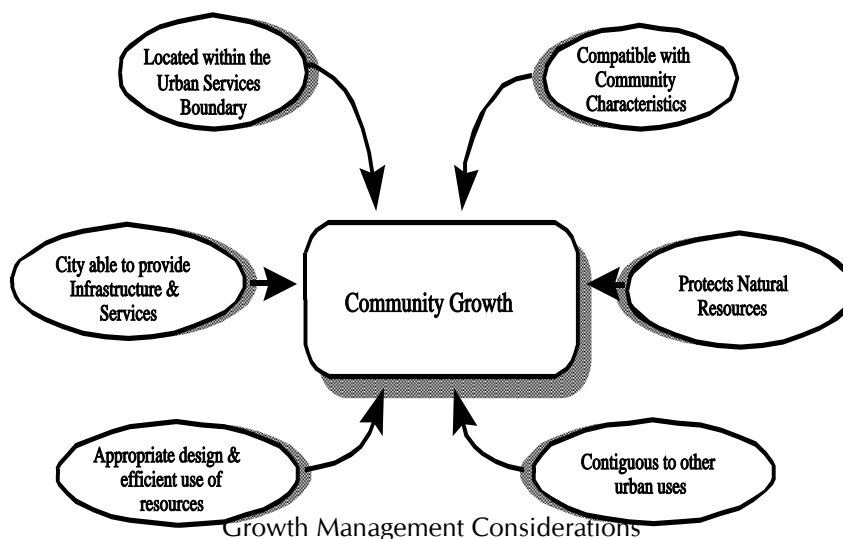 Located within the
Urban Services
Boundary
Compatible with
Community
Characteristics
City able to provide
Infrastructure &
Services
Community Growth
Protects Natural
Resources
Appropriate design &
efficient use of
resources
Contiguous to other
urban uses
Growth Management Considerations